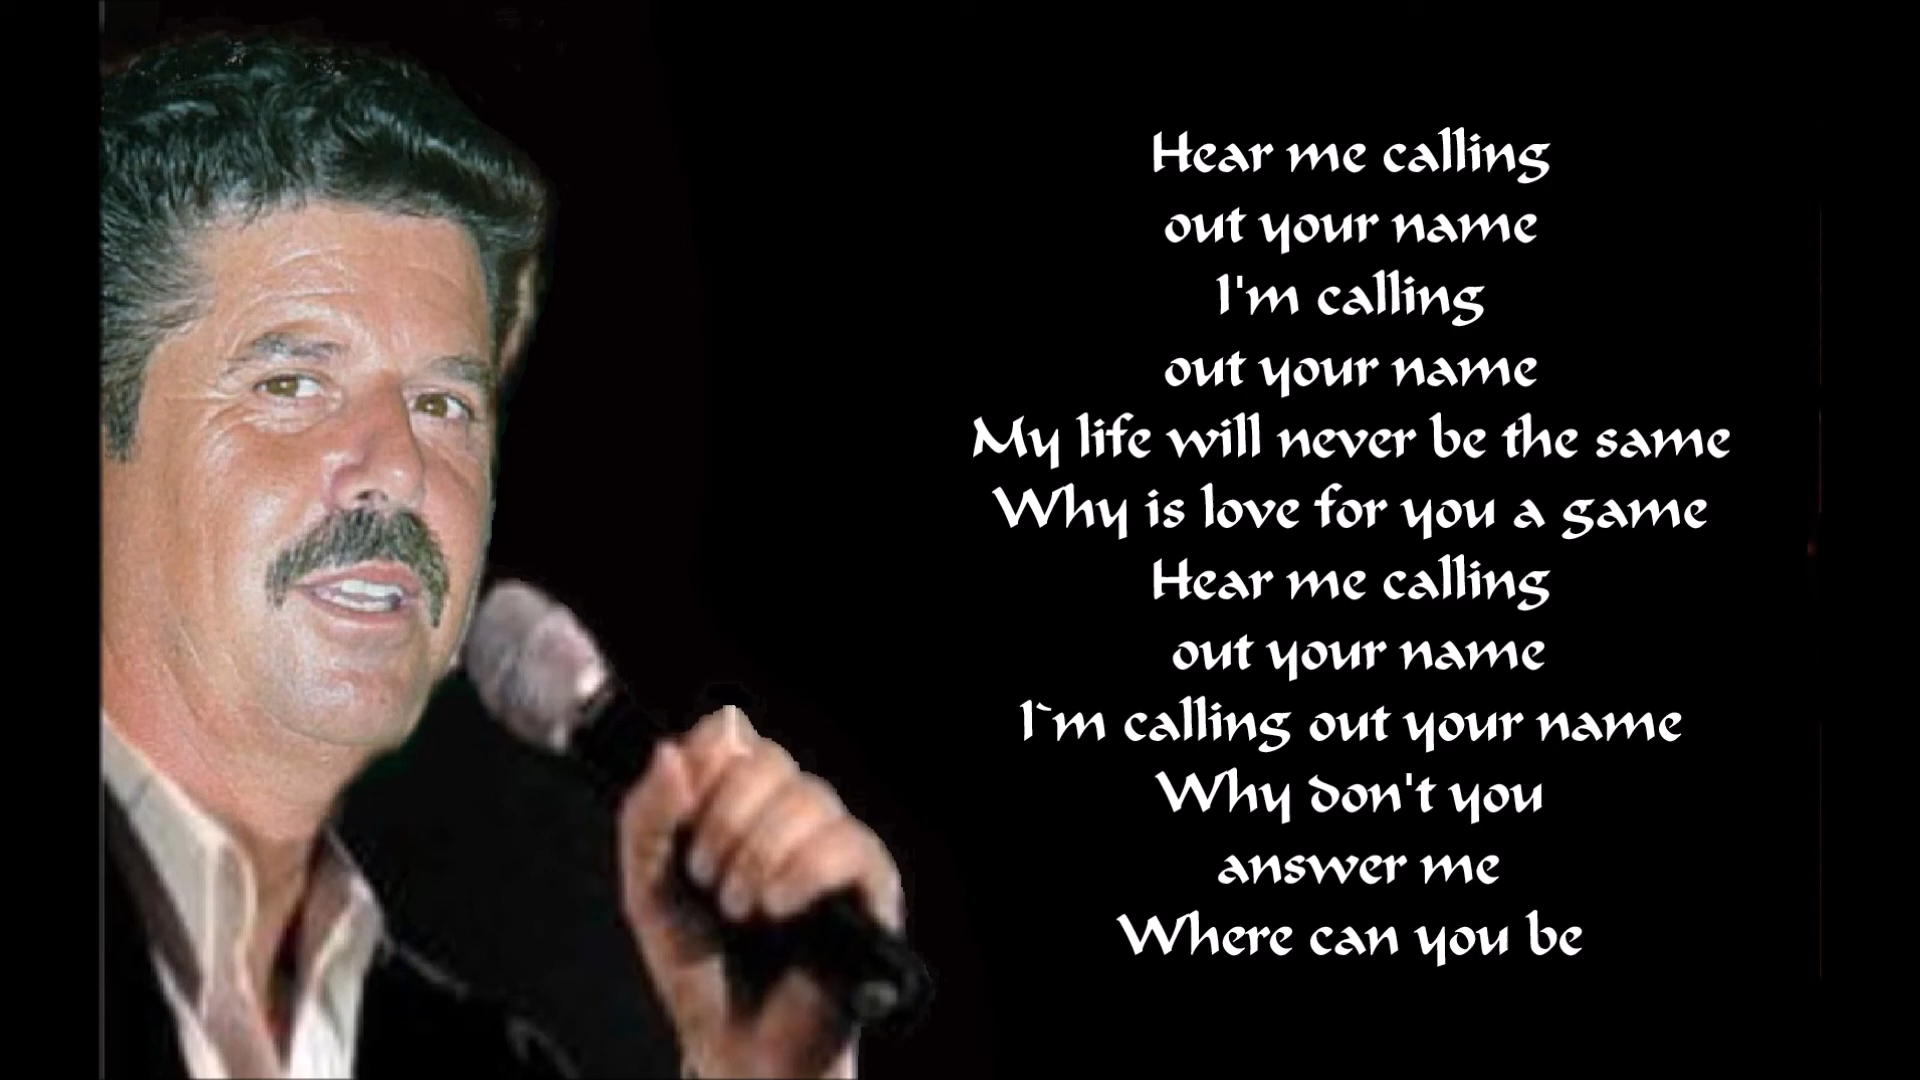 Hear me calling
out your name
I'm calling
out your name
My life will never be the same
Why is love for you a game
Hear me calling
out your name
I`m calling out your name
Why don't you
answer me
Where can you be